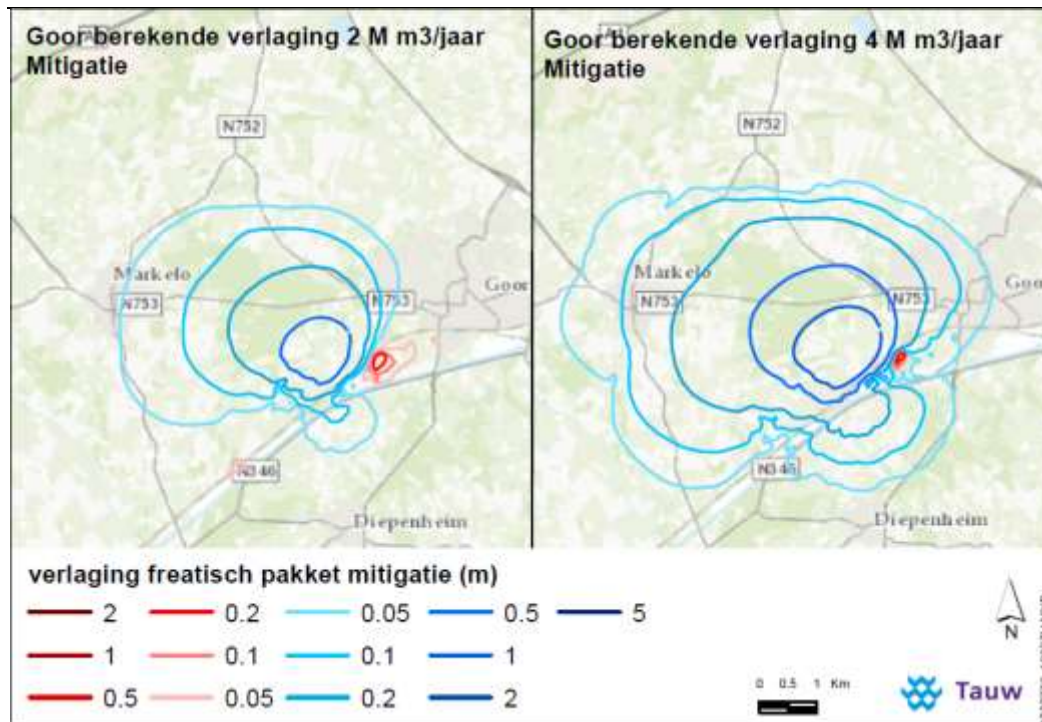 Goor berekende verlaging 2 M m3/jaar
Mitigatie
N752
Markelo
N753
N753
Goor
N346
Diepenheim
Goor berekende verlaging 4 M m3/jaar
Mitigatie
N752
Markelo
N753
N753
Goo
N346
Diepenheim
verlaging freatisch pakket mitigatie (m)
2 0.2 0.05 0.5 5
1 0.1 0.1 1
0.5 0.05 0.2 2
N
0 0.5 1 Km
Tauw